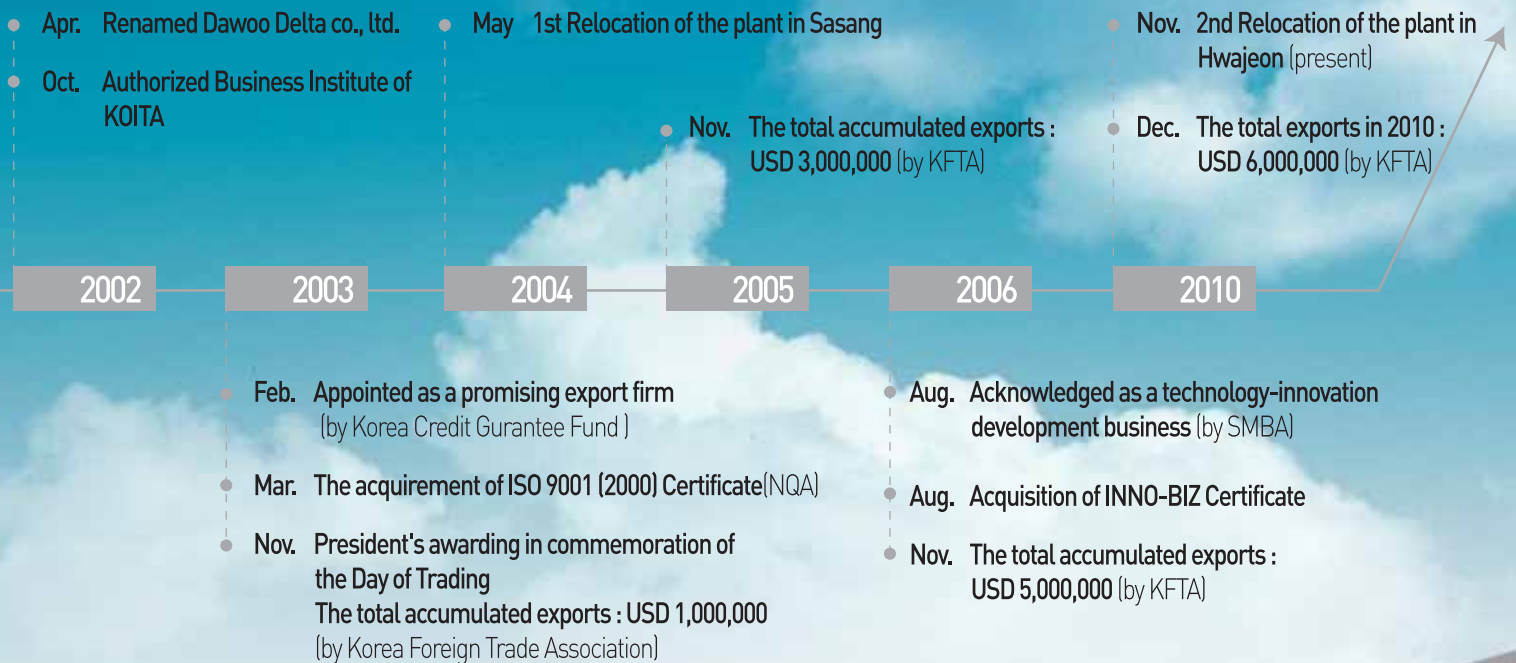 Apr. Renamed Dawoo Delta co., ltd.
Oct. Authorized Business Institute of
KOITA
May 1st Relocation of the plant in Sasang
Nov. The total accumulated exports :
USD 3,000,000 (by KFTA)
Nov. 2nd Relocation of the plant in
Hwajeon (present)
Dec. The total exports in 2010 :
USD 6,000,000 (by KFTA)
2002
2003
2004
2005
2006
2010
Feb. Appointed as a promising export firm
(by Korea Credit Gurantee Fund )
Mar. The acquirement of ISO 9001 (2000) Certificate(NQA)
Nov. President's awarding in commemoration of
the Day of Trading
The total accumulated exports : USD 1,000,000
(by Korea Foreign Trade Association)
Aug. Acknowledged as a technology-innovation
development business (by SMBA)
Aug. Acquisition of INNO-BIZ Certificate
Nov. The total accumulated exports :
USD 5,000,000 (by KFTA)